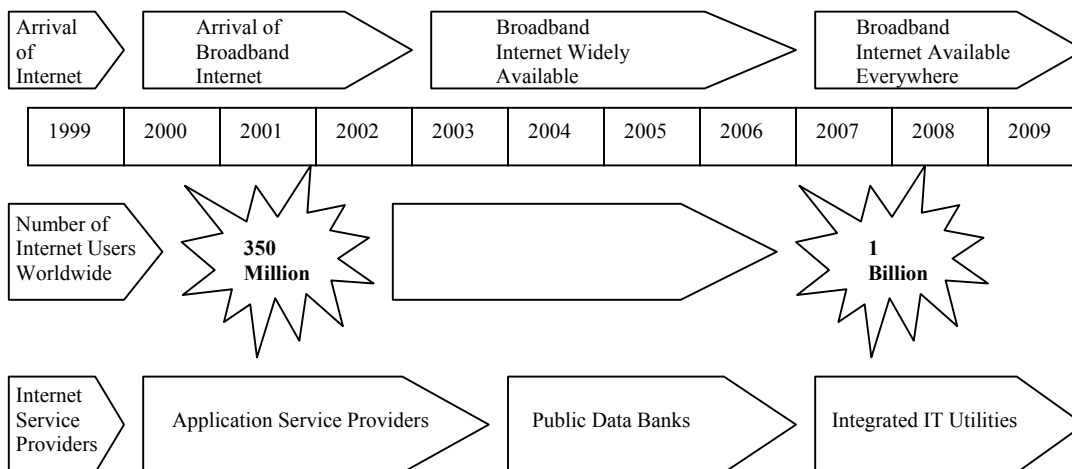 Arrival
of
Internet
Arrival of
Broadband
Internet
Broadband
Internet Widely
Available
Broadband
Internet Available
Everywhere
1999 2000 2001 2002 2003 2004 2005 2006 2007 2008 2009
Number of
Internet Users
Worldwide
350
Million
1
Billion
Internet
Service
Providers
Application Service Providers
Public Data Banks
Integrated IT Utilities